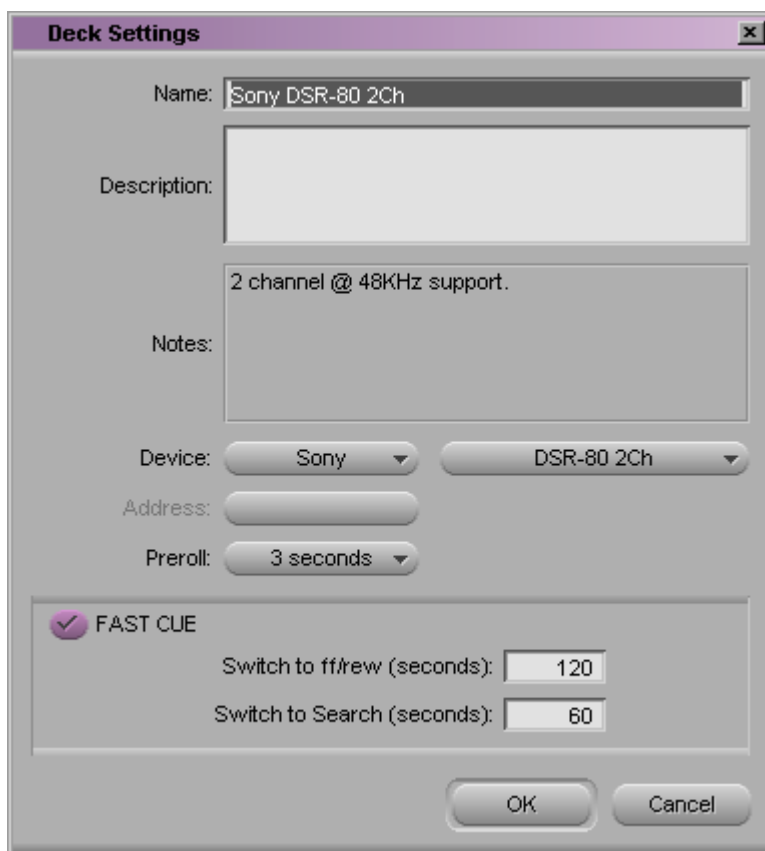 Deck Settings
Name: Sony DSR-80 2Ch
Description:
Notes: 2 channel @ 48KHz support.
Device: Sony DSR-80 2Ch
Address:
Preroll: 3 seconds
FAST CUE
Switch to ff/rew (seconds): 120
Switch to Search (seconds): 60
OK Cancel